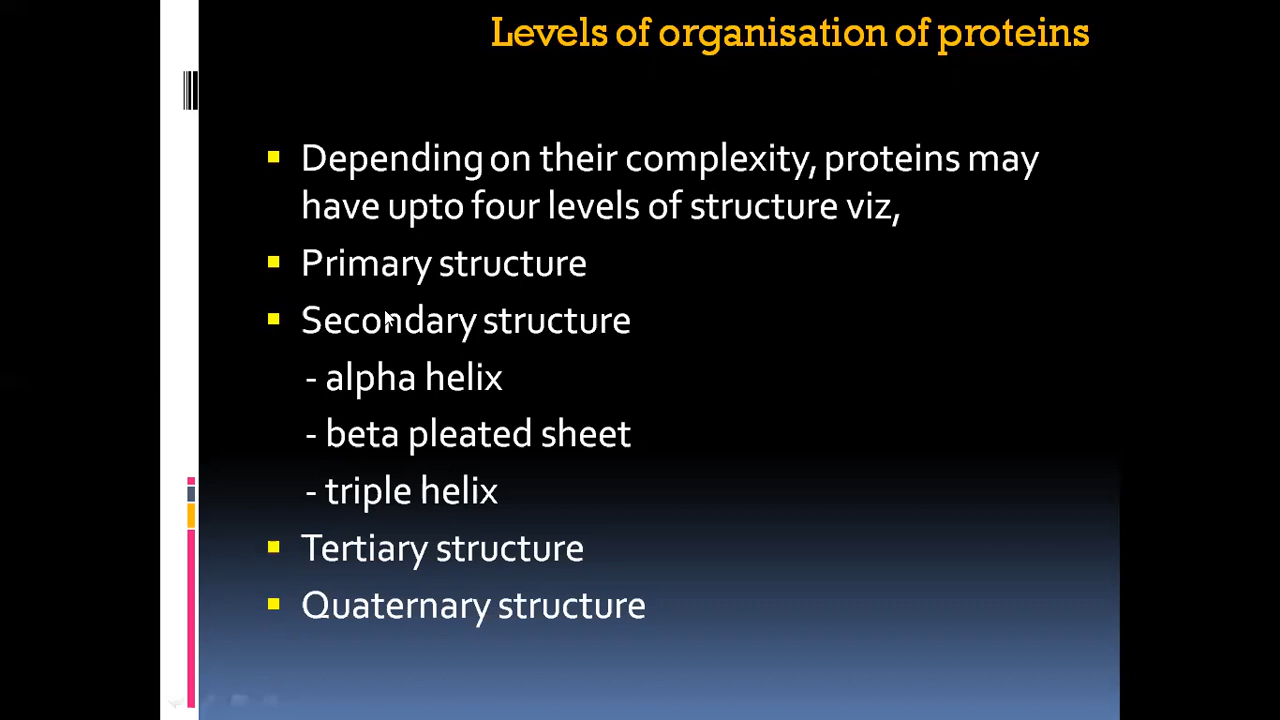 Levels of organisation of proteins
Depending on their complexity, proteins may
have upto four levels of structure viz,
Primary structure
Secondary structure
- alpha helix
- beta pleated sheet
- triple helix
Tertiary structure
Quaternary structure